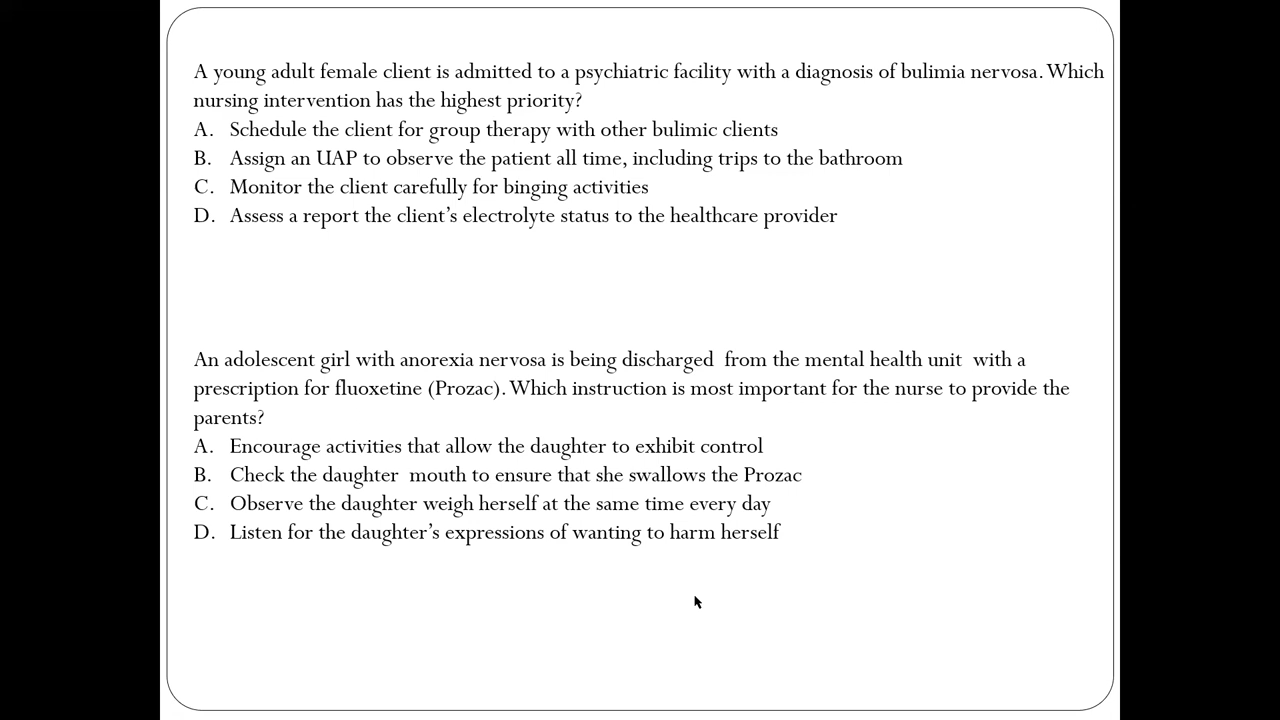 A young adult female client is admitted to a psychiatric facility with a diagnosis of bulimia nervosa. Which
nursing intervention has the highest priority?
A. Schedule the client for group therapy with other bulimic clients
B. Assign an UAP to observe the patient all time, including trips to the bathroom
C. Monitor the client carefully for binging activities
D. Assess a report the client's electrolyte status to the healthcare provider
An adolescent girl with anorexia nervosa is being discharged from the mental health unit with a
prescription for fluoxetine (Prozac). Which instruction is most important for the nurse to provide the
parents?
A. Encourage activities that allow the daughter to exhibit control
B. Check the daughter mouth to ensure that she swallows the Prozac
C. Observe the daughter weigh herself at the same time every day
D. Listen for the daughter's expressions of wanting to harm herself